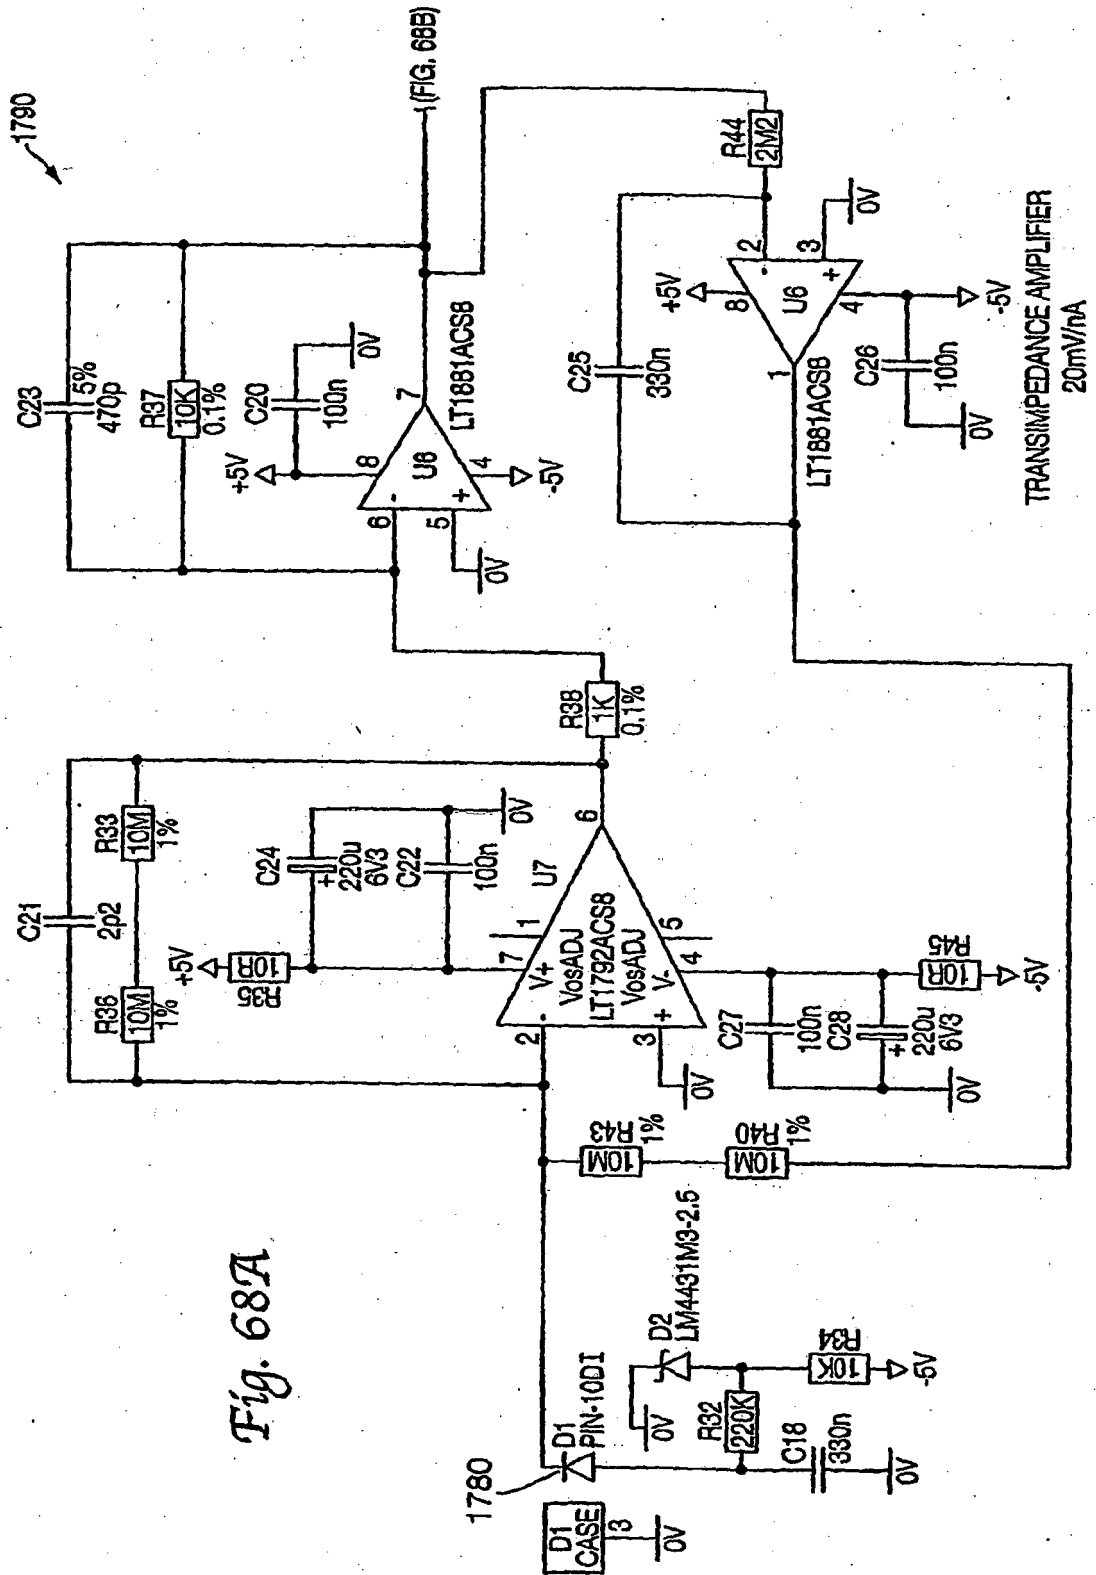 Fig. 68A
1790
C23
5%
470p
R37
10K
0.1%
(FIG. 68B)
+5V
C20
100n
0V
8
6
-
U6
7
5
+
4
LT1881ACS8
0V
-5V
C21
2p2
R36
10M
1%
R33
10M
1%
+5V
10R
R35
C24
+
220u
6V3
C22
100n
0V
R38
1K
0.1%
2
-
7
V+
1
VosADJ
U7
LT1792ACS8
6
VosADJ
5
3
+
V-
4
0V
C27
100n
C28
+
220u
6V3
0V
10R
R45
-5V
R44
2M2
C25
330n
+5V
8
2
-
U6
1
3
+
4
0V
LT1881ACS8
C26
100n
0V
-5V
10M
R43
1%
10M
R40
1%
1780
D1
PIN-10DI
D1
CASE
3
0V
0V
D2
LM4431M3-2.5
R32
220K
C18
330n
0V
10K
R34
-5V
TRANSIMPEDANCE AMPLIFIER
20mV/nA